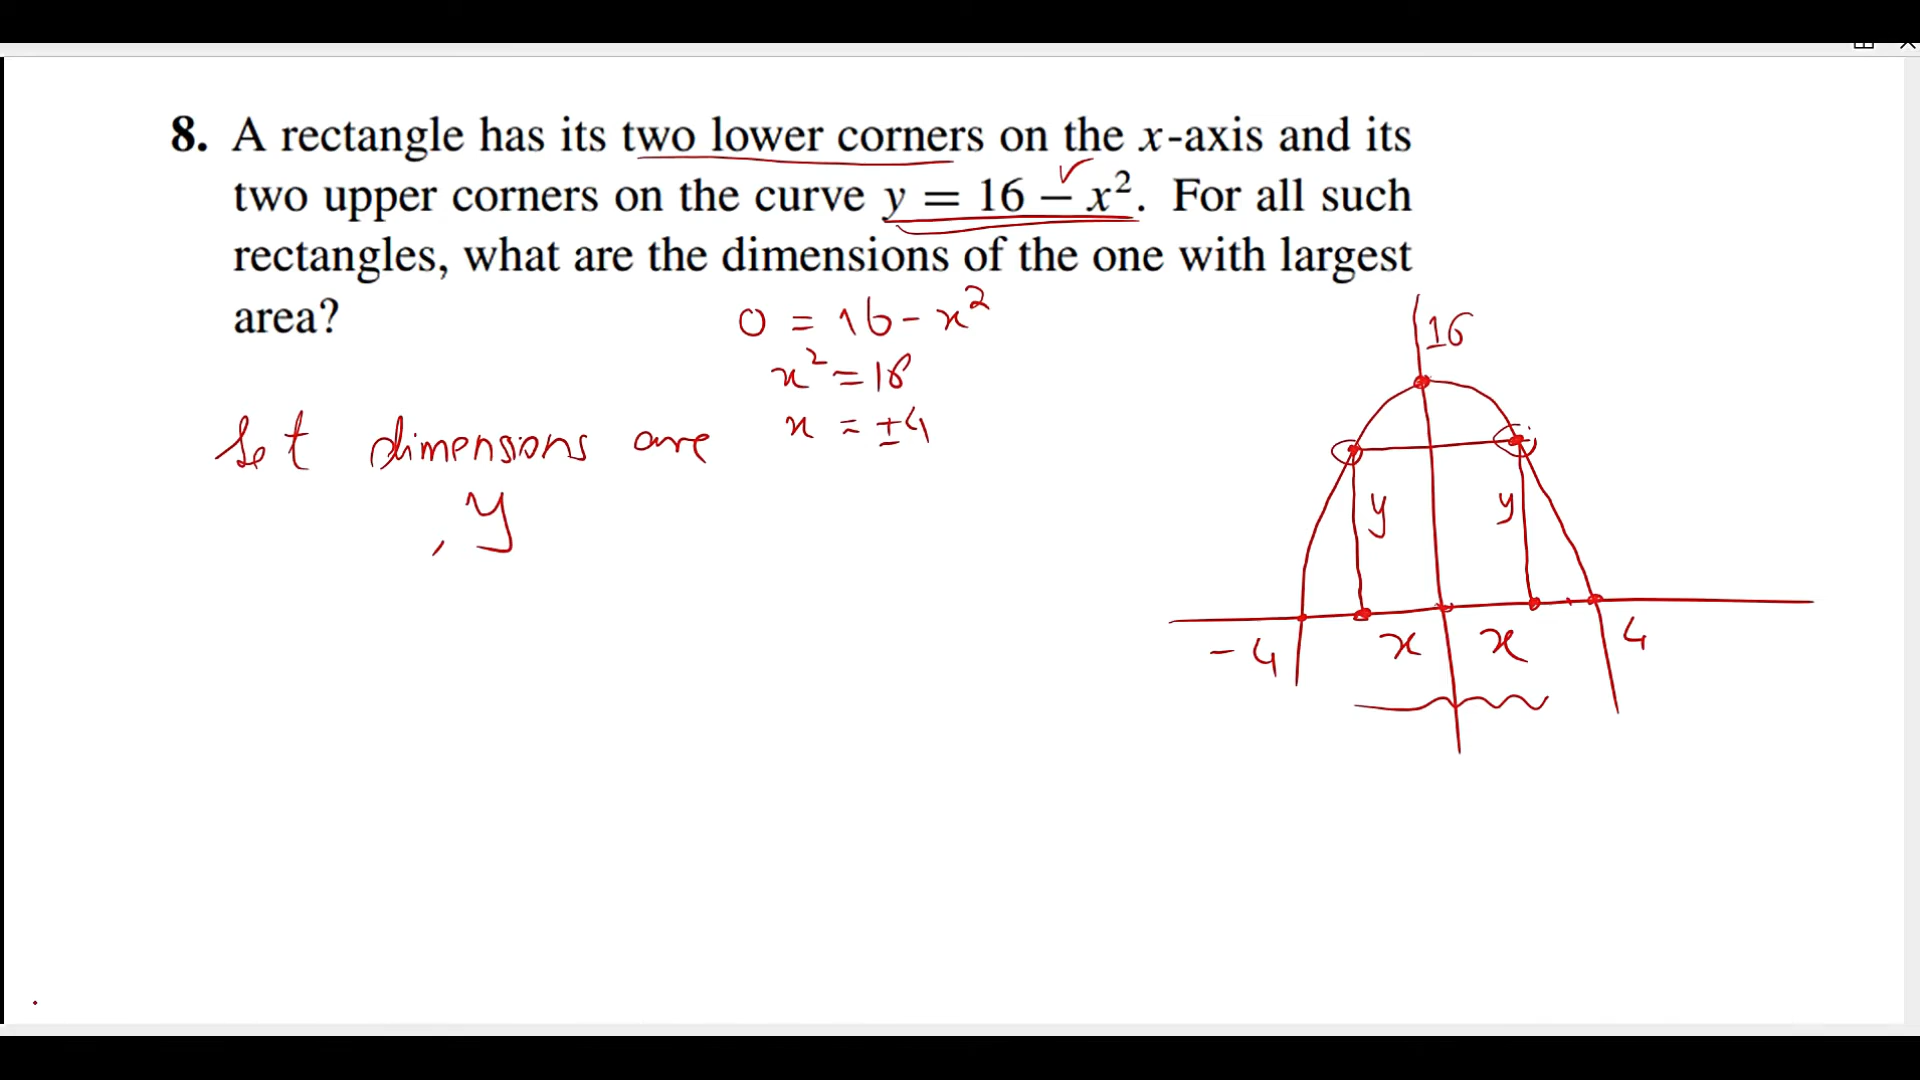 8. A rectangle has its two lower corners on the x-axis and its
two upper corners on the curve y = 16 − x². For all such
rectangles, what are the dimensions of the one with largest
area?
0 = 16 - x²
x² = 16
x = ±4
Let dimensions are
, y
16
y y
-4 x x 4